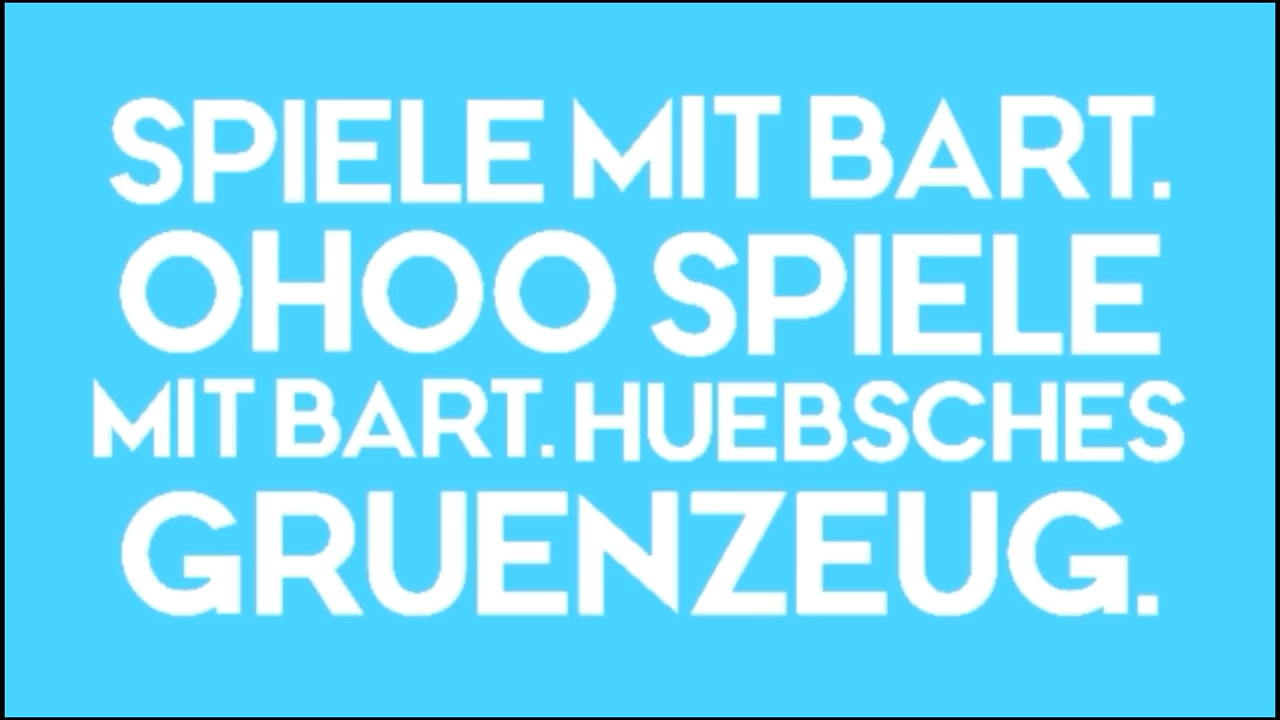 SPIELE MIT BART.
OHOO SPIELE
MIT BART. HUEBSCHES
GRUENZEUG.